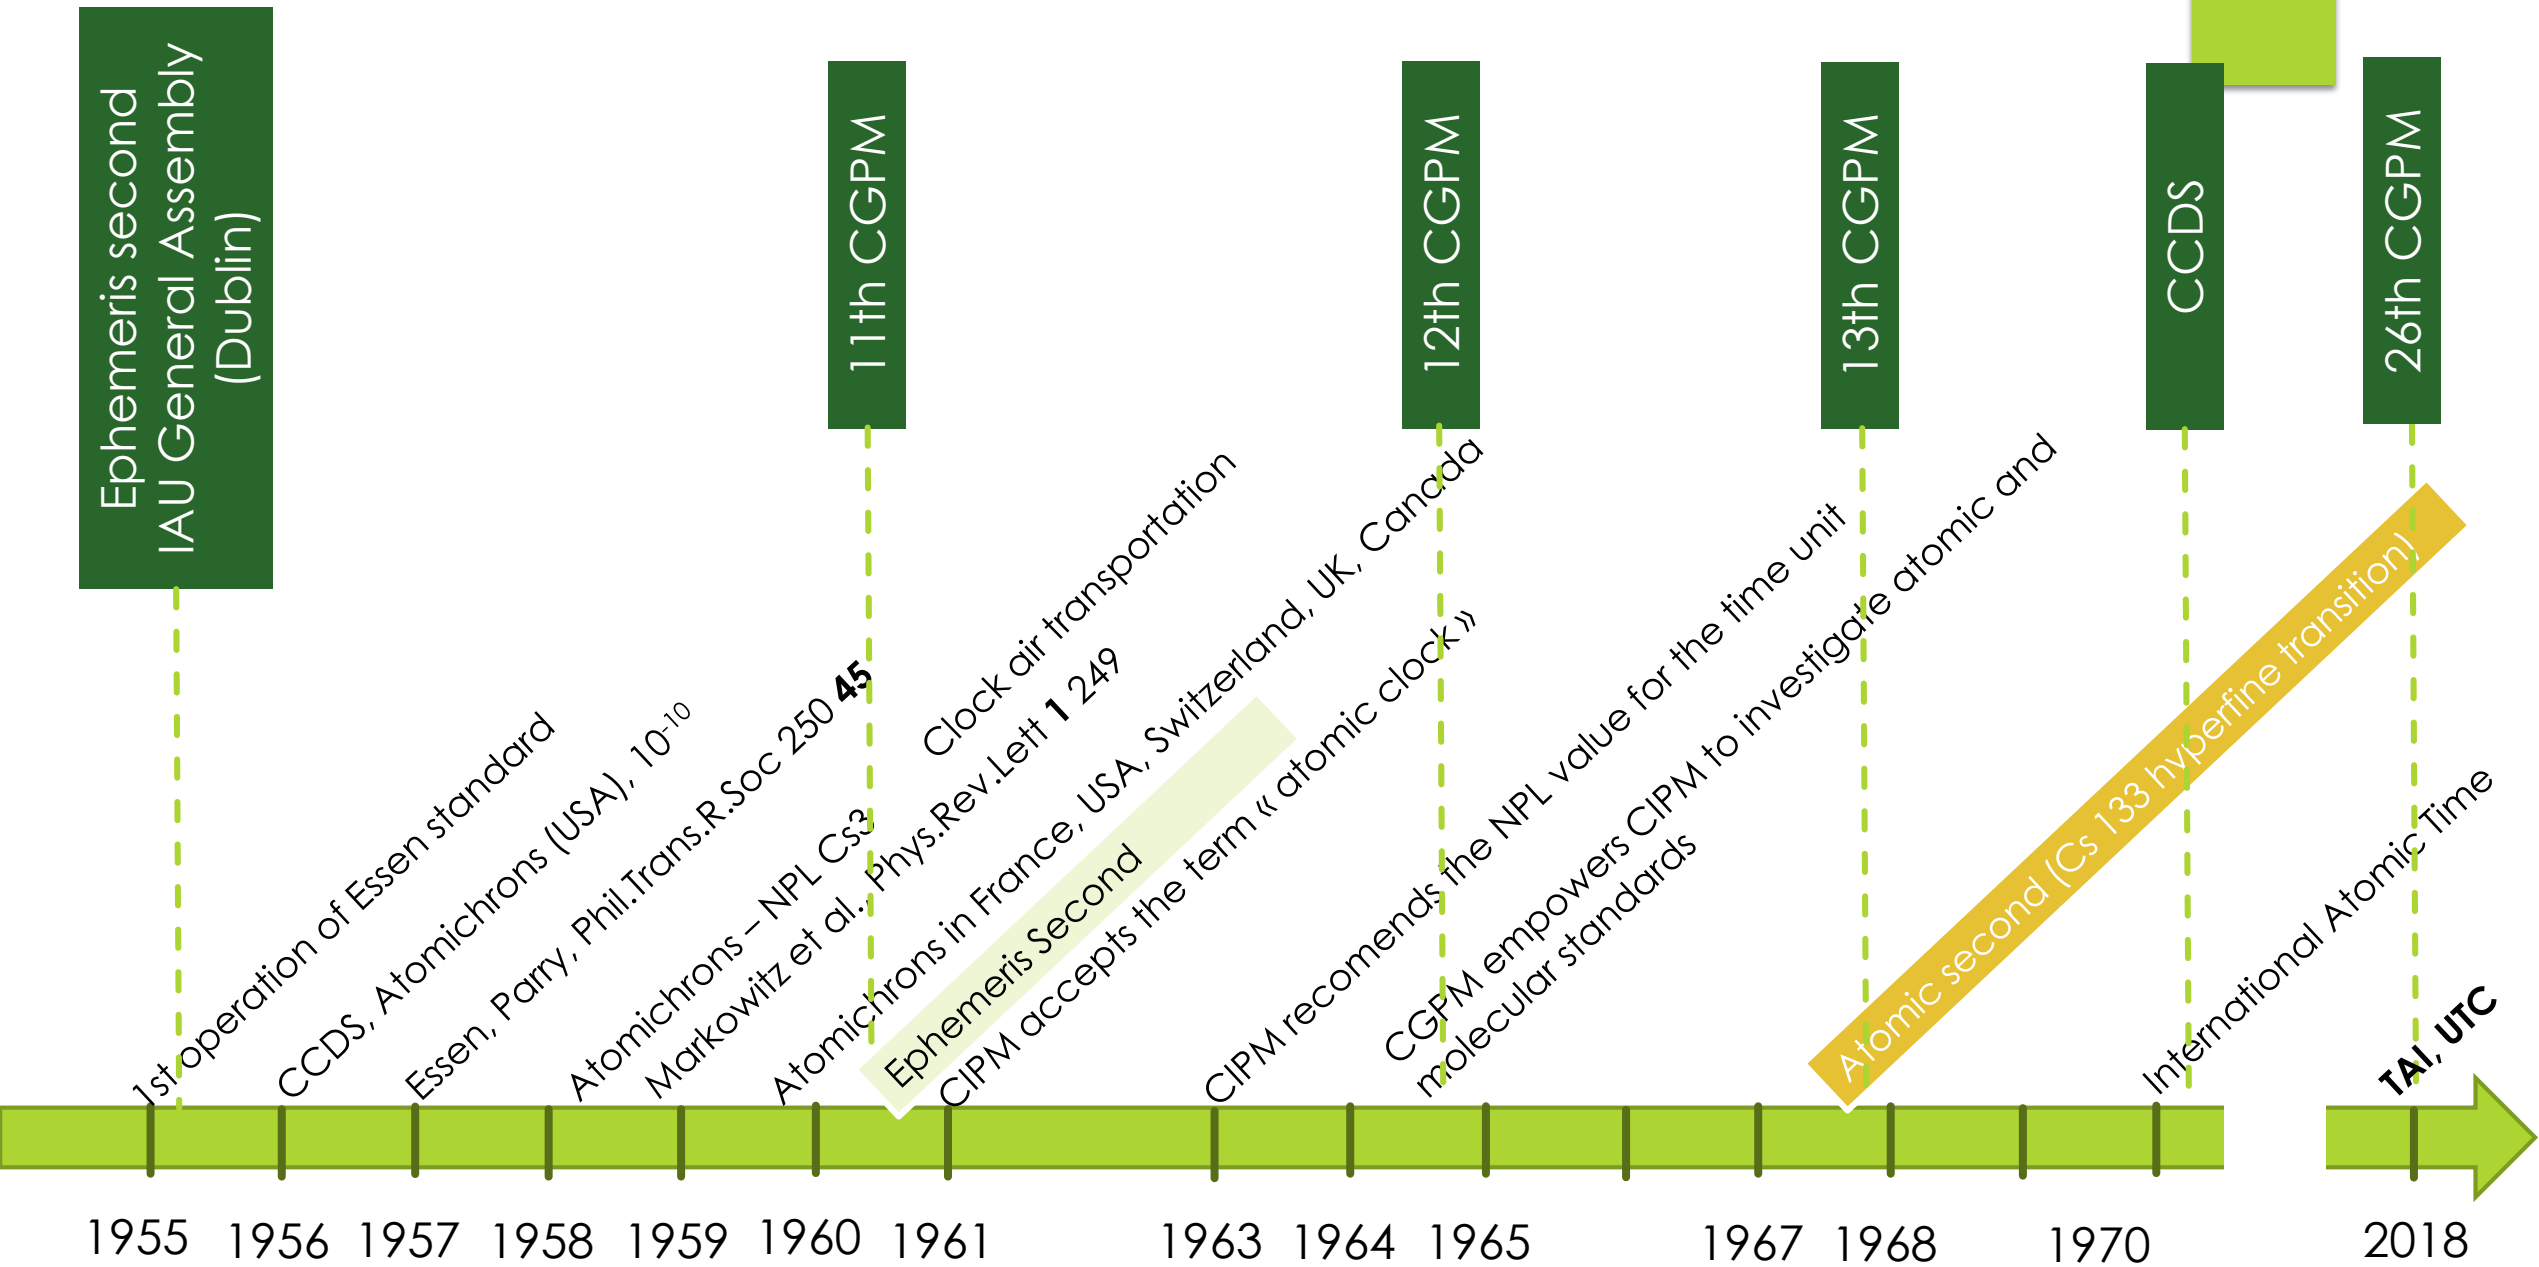 Ephemeris second
IAU General Assembly
(Dublin)
11th CGPM
12th CGPM
13th CGPM
CCDS
26th CGPM
1st operation of Essen standard
CCDS, Atomichrons (USA), 10-10
Essen, Parry, Phil.Trans.R.Soc 250 45
Atomichrons – NPL Cs3
Markowitz et al., Phys.Rev.Lett 1 249
Clock air transportation
Atomichrons in France, USA, Switzerland, UK, Canada
Ephemeris Second
CIPM accepts the term « atomic clock »
CIPM recomends the NPL value for the time unit
CGPM empowers CIPM to investigate atomic and
molecular standards
Atomic second (Cs 133 hyperfine transition)
International Atomic Time
TAI, UTC
1955
1956
1957
1958
1959
1960
1961
1963
1964
1965
1967
1968
1970
2018